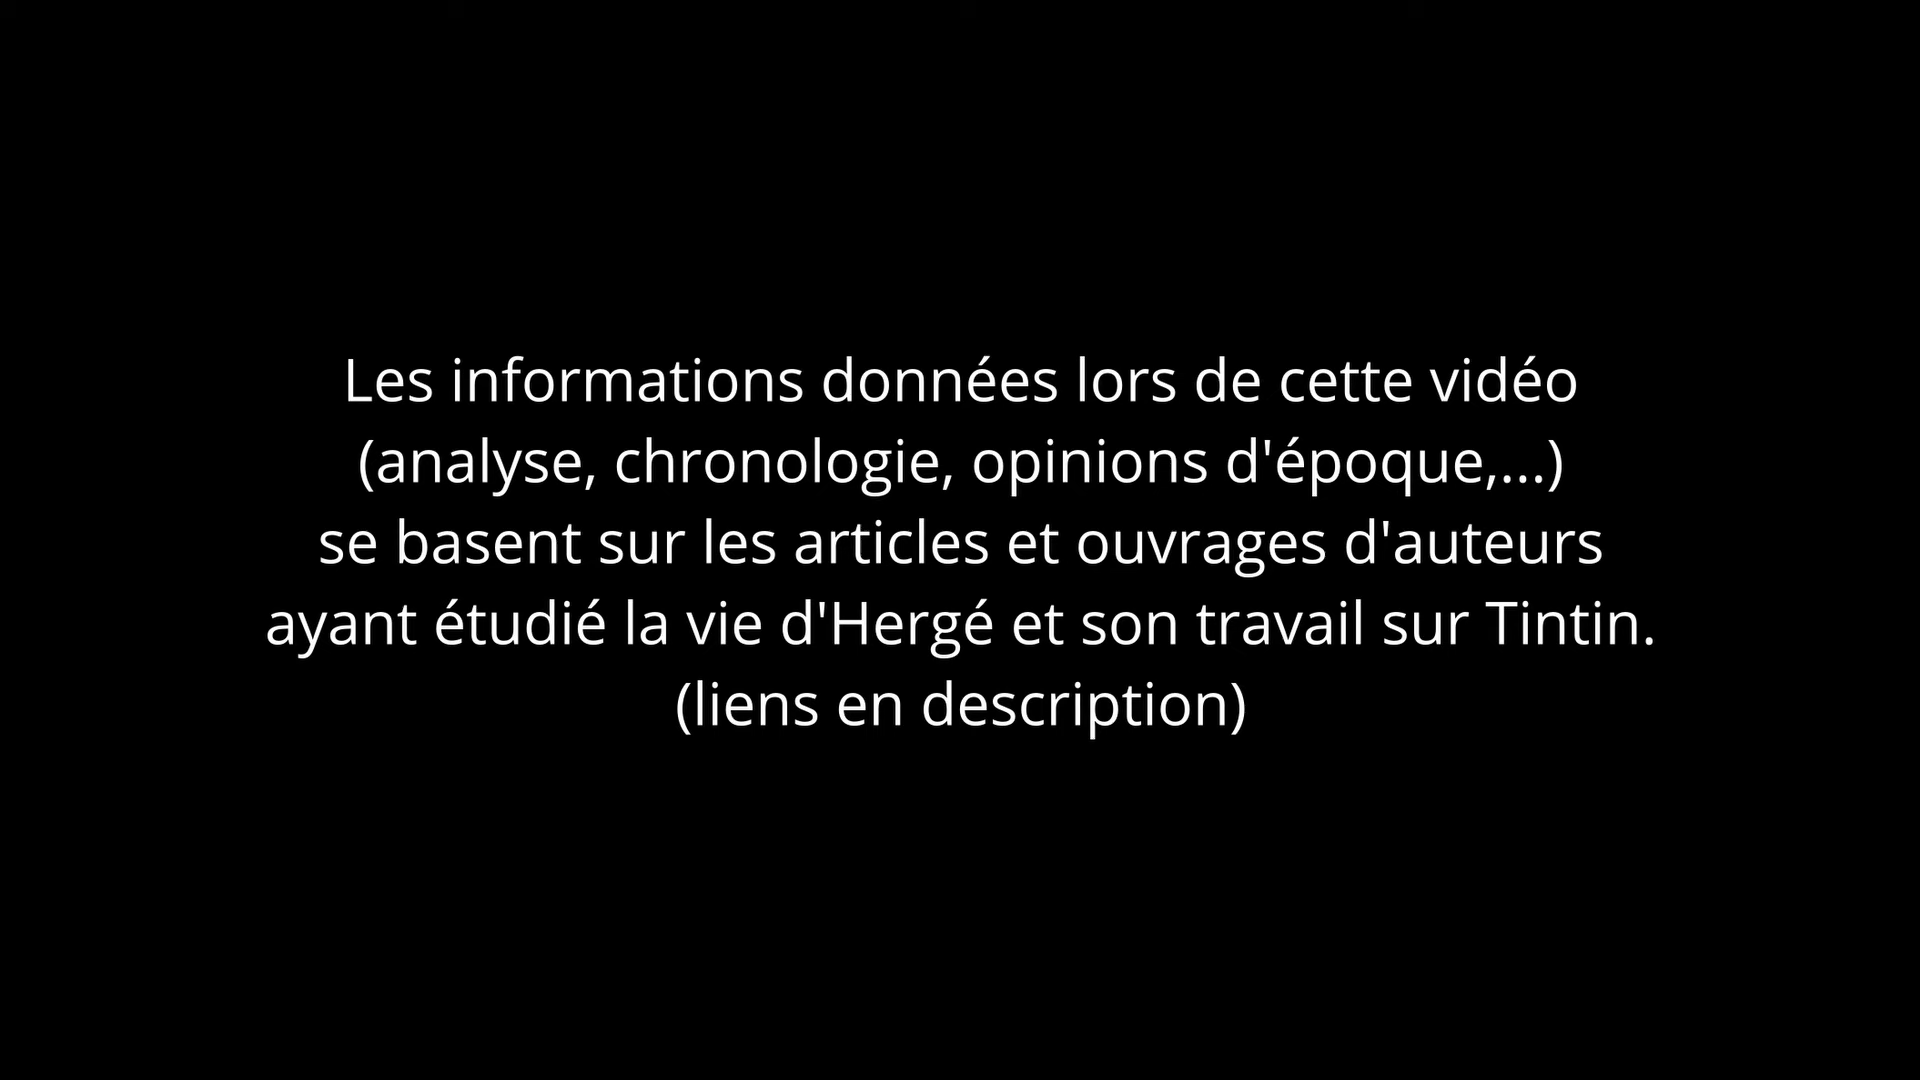 Les informations données lors de cette vidéo
(analyse, chronologie, opinions d'époque,...)
se basent sur les articles et ouvrages d'auteurs
ayant étudié la vie d'Hergé et son travail sur Tintin.
(liens en description)